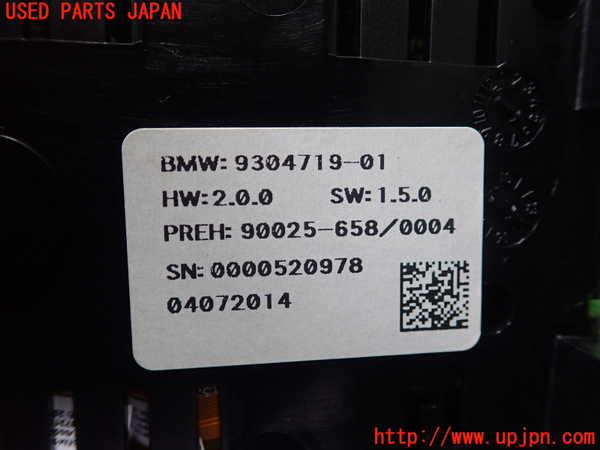 USED PARTS JAPAN
BMW: 9304719-01
HW: 2.0.0 SW: 1.5.0
PREH: 90025-658/0004
SN: 0000520978
04072014
http://www.upjpn.com/